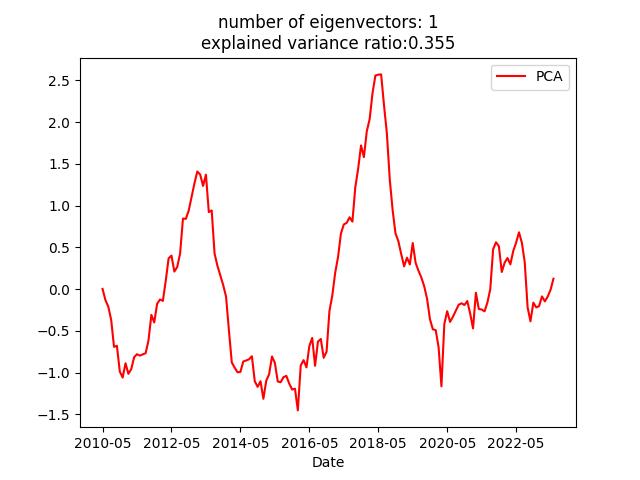 number of eigenvectors: 1
explained variance ratio:0.355
PCA
2.5
2.0
1.5
1.0
0.5
0.0
−0.5
−1.0
−1.5
2010-05 2012-05 2014-05 2016-05 2018-05 2020-05 2022-05
Date